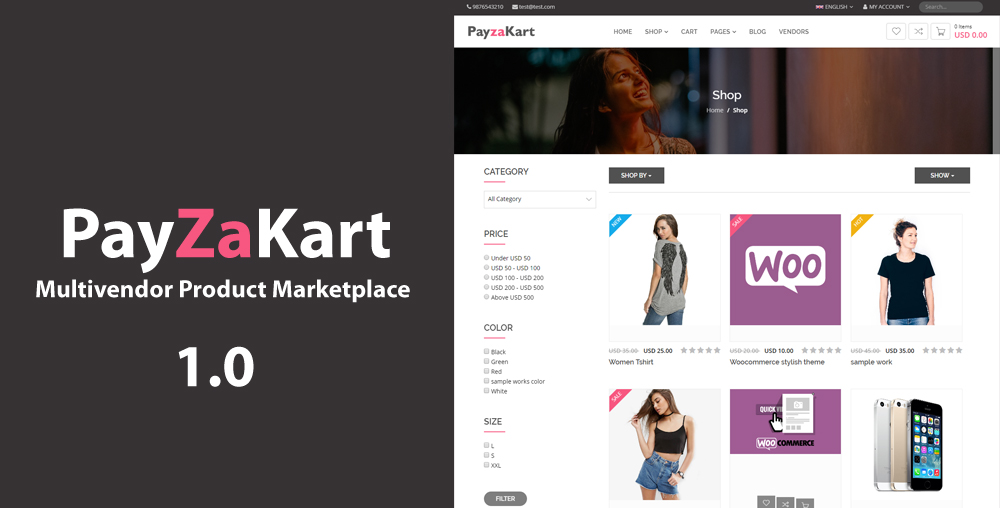 PayZaKart
Multivendor Product Marketplace
1.0
9876543210 test@test.com ENGLISH MY ACCOUNT Search...
PayzaKart HOME SHOP CART PAGES BLOG VENDORS 0 Items
USD 0.00
Shop
Home / Shop
CATEGORY
All Category
PRICE
Under USD 50
USD 50 - USD 100
USD 100 - USD 200
USD 200 - USD 500
Above USD 500
COLOR
Black
Green
Red
sample works color
White
SIZE
L
S
XXL
FILTER
SHOP BY SHOW
NEW SALE HOT
WOO
USD 35.00 USD 25.00 USD 20.00 USD 10.00 USD 45.00 USD 35.00
Women Tshirt Woocommerce stylish theme sample work
SALE
QUICK VI
WOO COMMERCE